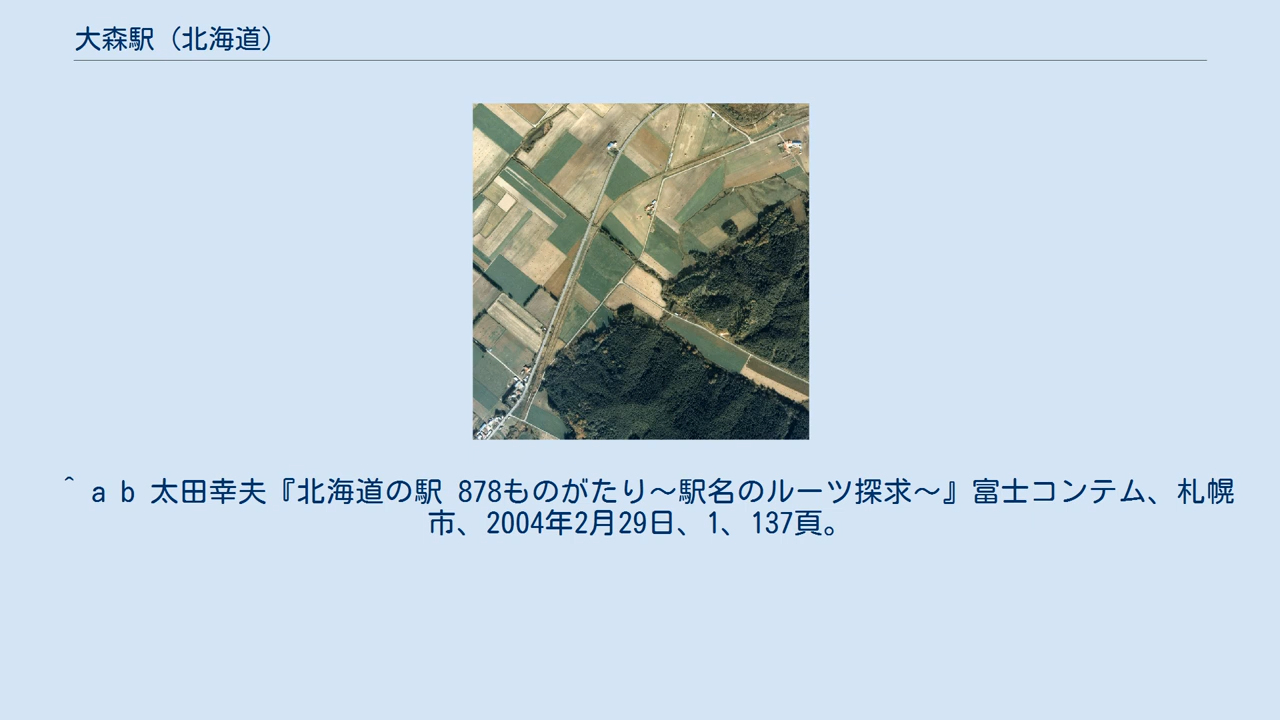 大森駅（北海道）
^ a b 太田幸夫『北海道の駅 878ものがたり～駅名のルーツ探求～』富士コンテム、札幌
市、2004年2月29日、1、137頁。